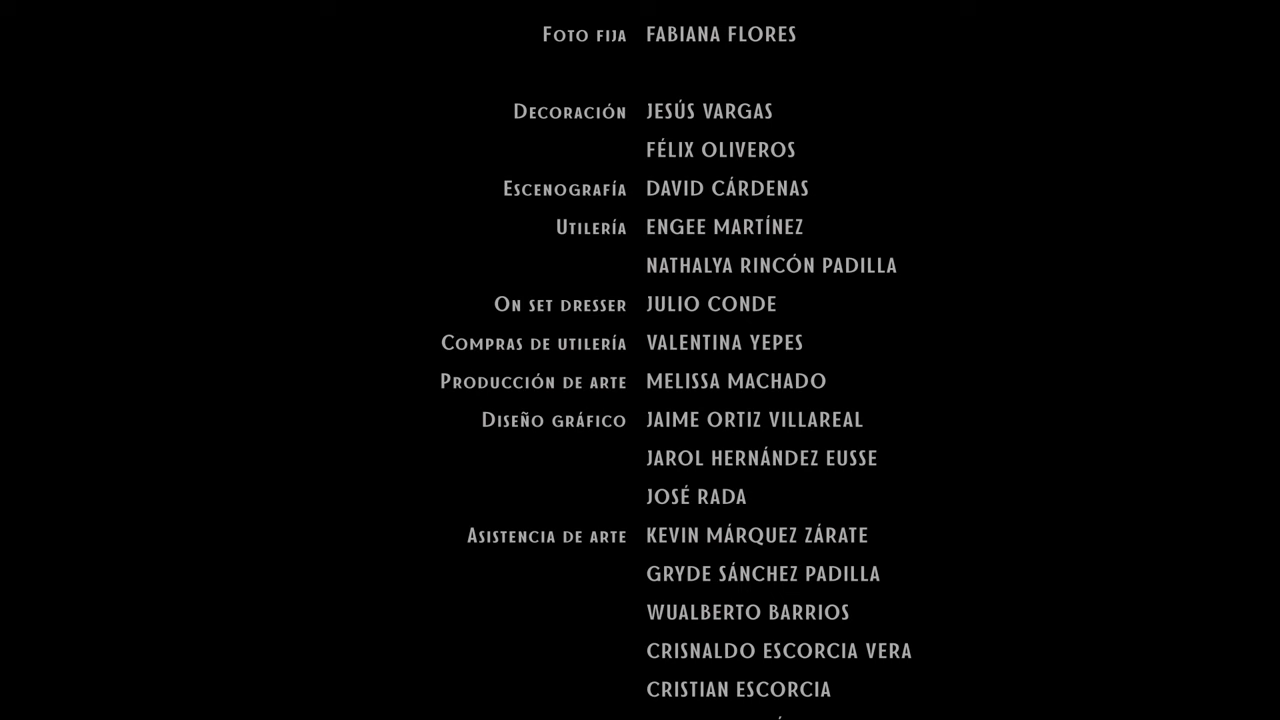 Foto fija FABIANA FLORES
Decoración JESÚS VARGAS
FÉLIX OLIVEROS
Escenografía DAVID CÁRDENAS
Utilería ENGEE MARTÍNEZ
NATHALYA RINCÓN PADILLA
On set dresser JULIO CONDE
Compras de utilería VALENTINA YEPES
Producción de arte MELISSA MACHADO
Diseño gráfico JAIME ORTIZ VILLAREAL
JAROL HERNÁNDEZ EUSSE
JOSÉ RADA
Asistencia de arte KEVIN MÁRQUEZ ZÁRATE
GRYDE SÁNCHEZ PADILLA
WUALBERTO BARRIOS
CRISNALDO ESCORCIA VERA
CRISTIAN ESCORCIA